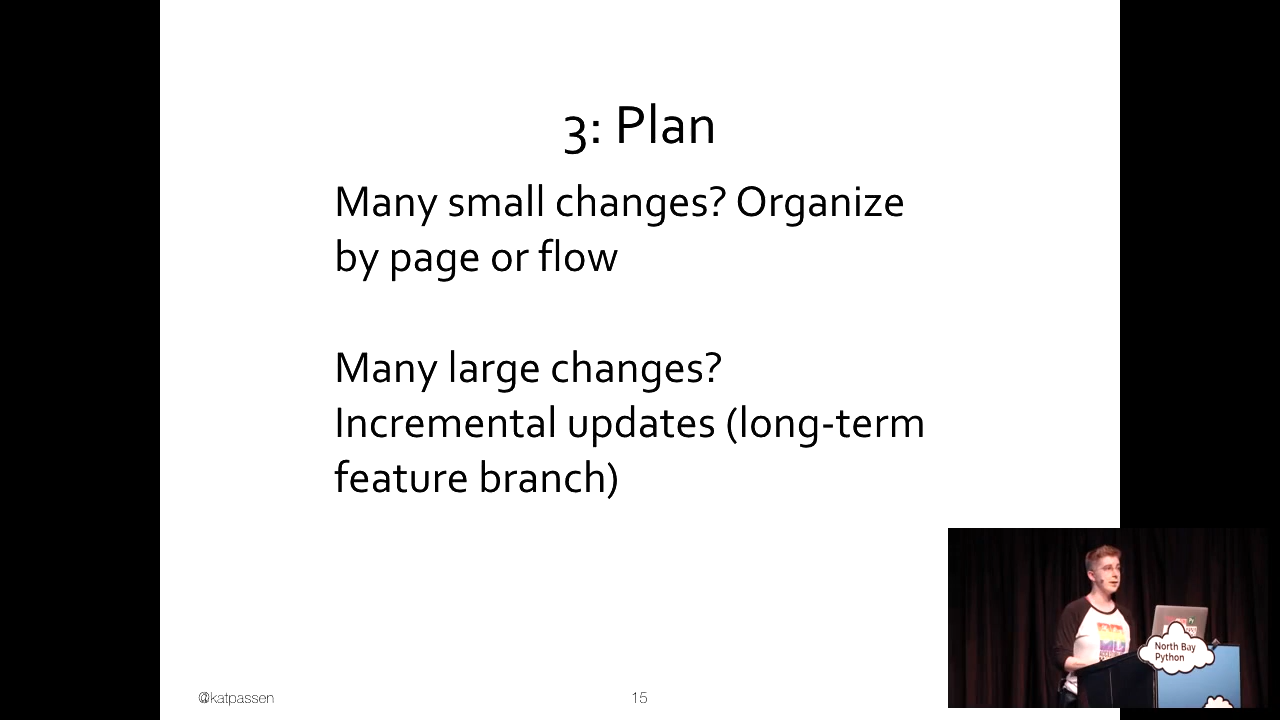 3: Plan
Many small changes? Organize
by page or flow
Many large changes?
Incremental updates (long-term
feature branch)
@katpassen
15
North Bay
Python